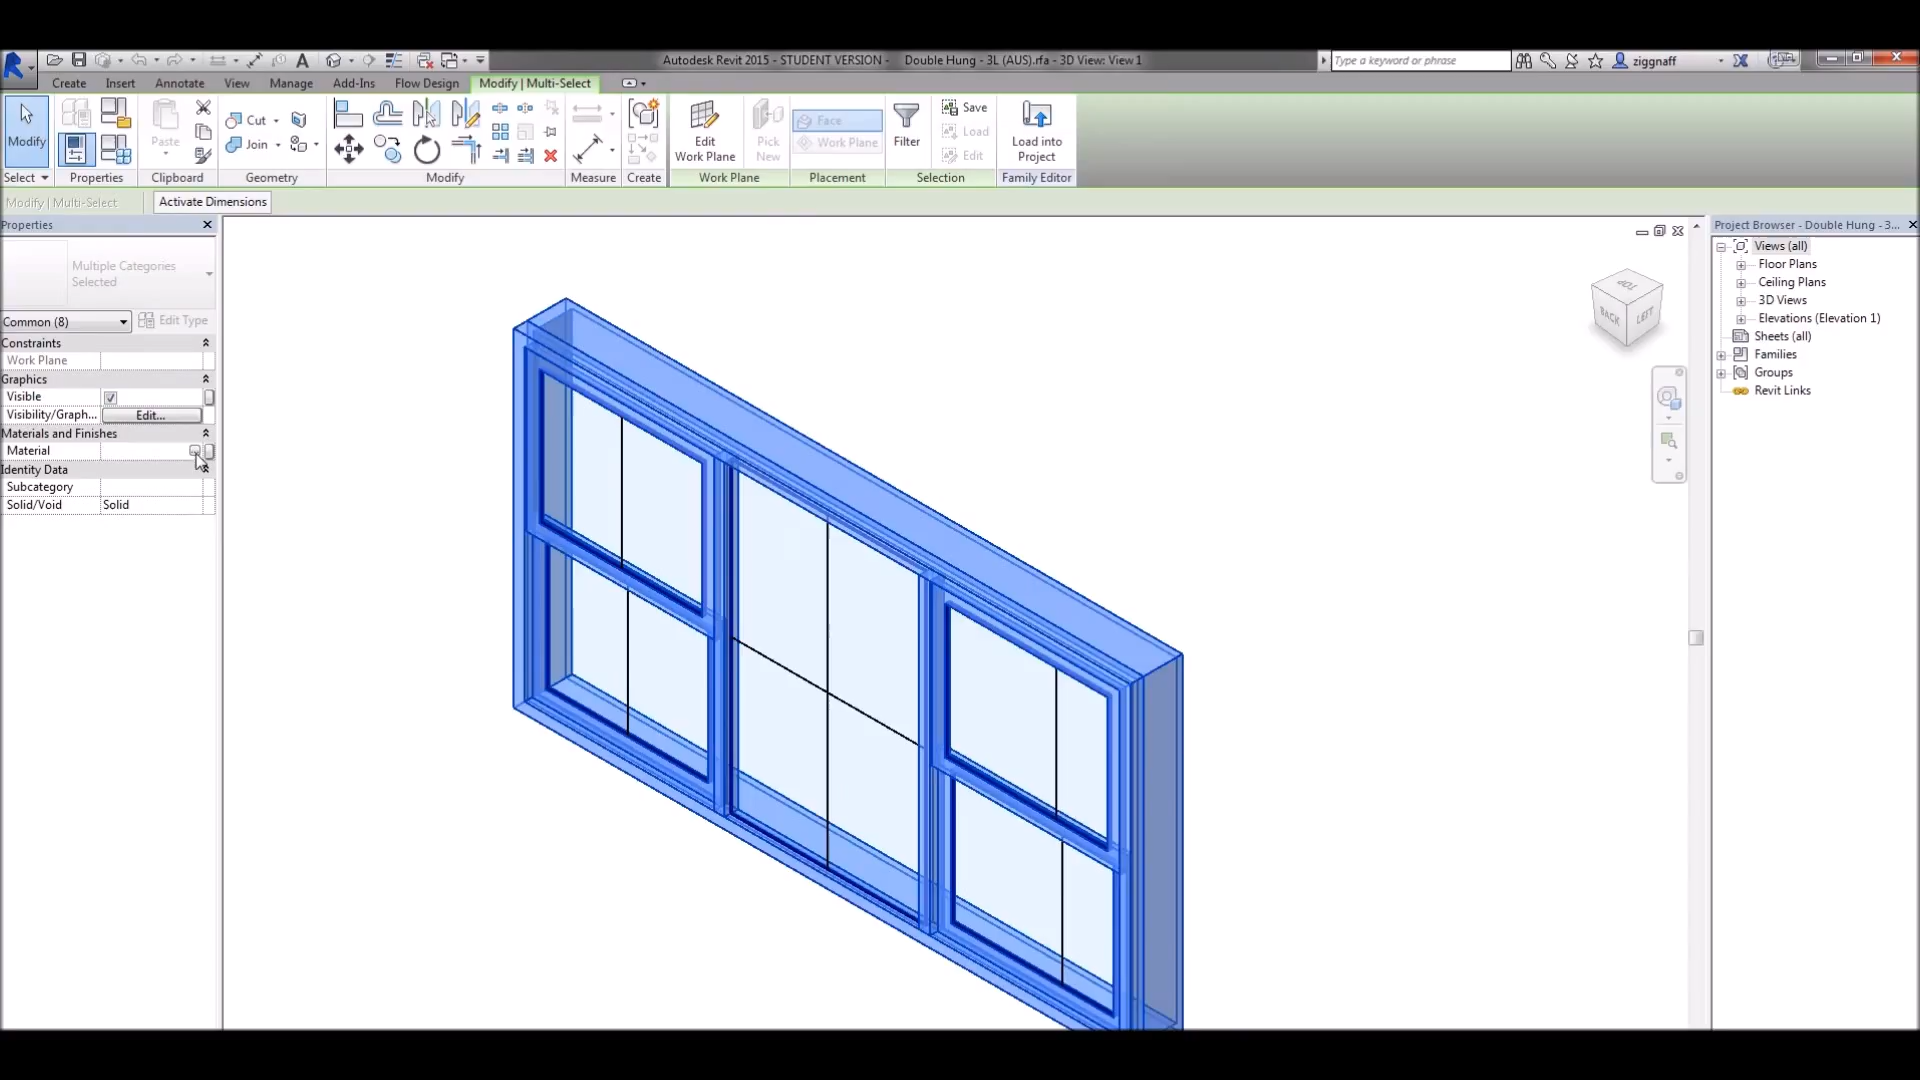 Autodesk Revit 2015 - STUDENT VERSION - Double Hung - 3L (AUS).rfa - 3D View: View 1
Type a keyword or phrase
ziggnaff
Create Insert Annotate View Manage Add-Ins Flow Design Modify | Multi-Select
Modify
Paste
Cut
Join
Edit
Work Plane
Pick
New
Face
Work Plane
Filter
Save
Load
Edit
Load into
Project
Select Properties Clipboard Geometry Modify Measure Create Work Plane Placement Selection Family Editor
Modify | Multi-Select Activate Dimensions
Properties
Multiple Categories
Selected
Common (8) Edit Type
Constraints
Work Plane
Graphics
Visible
Visibility/Graph... Edit...
Materials and Finishes
Material
Identity Data
Subcategory
Solid/Void Solid
TOP
BACK
LEFT
Project Browser - Double Hung - 3...
Views (all)
Floor Plans
Ceiling Plans
3D Views
Elevations (Elevation 1)
Sheets (all)
Families
Groups
Revit Links